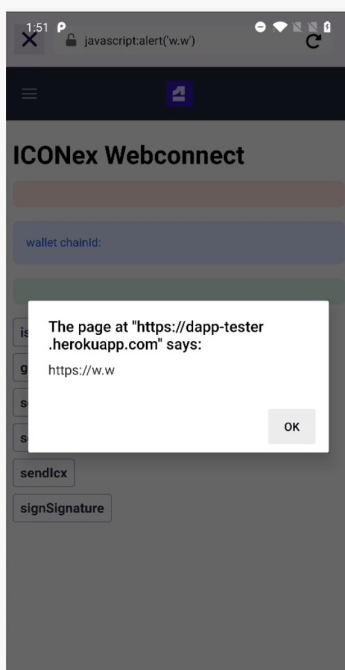 1:51
javascript:alert('w.w')
ICONex Webconnect
wallet chainId:
is
The page at "https://dapp-tester
.herokuapp.com" says:
g
https://w.w
s
OK
s
sendIcx
signSignature